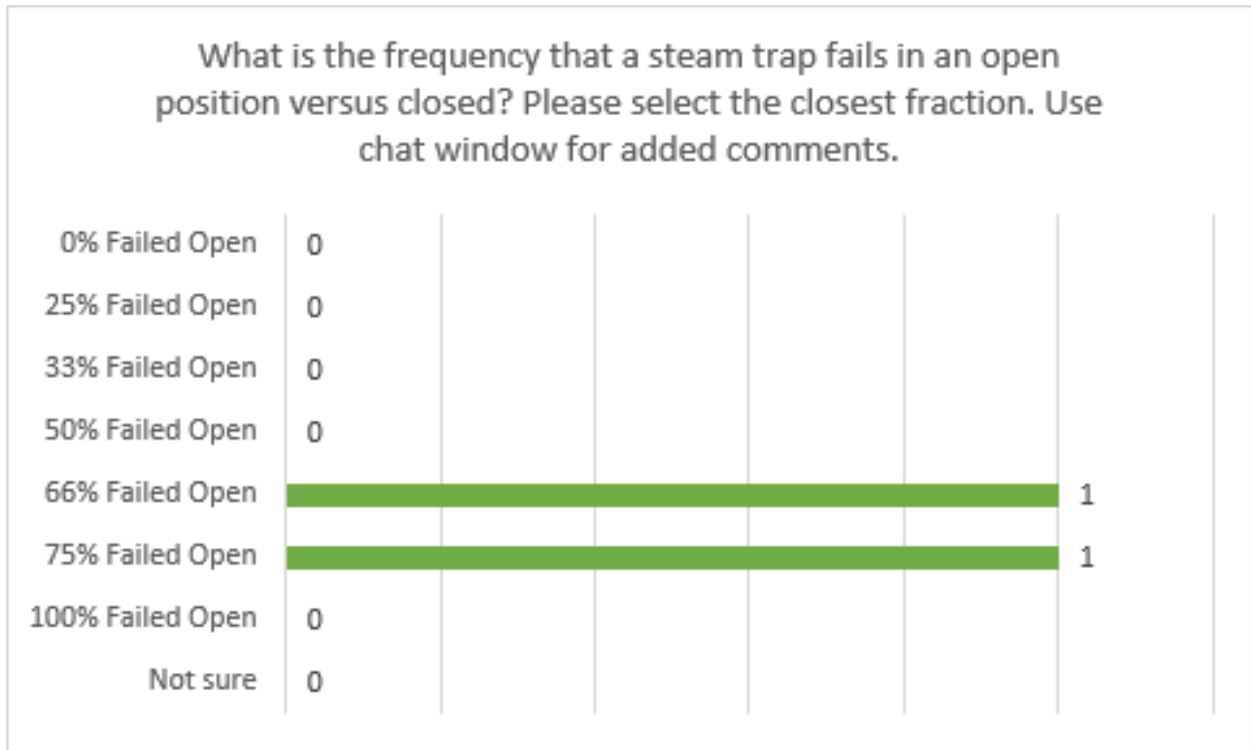 What is the frequency that a steam trap fails in an open
position versus closed? Please select the closest fraction. Use
chat window for added comments.
0% Failed Open 0
25% Failed Open 0
33% Failed Open 0
50% Failed Open 0
66% Failed Open 1
75% Failed Open 1
100% Failed Open 0
Not sure 0